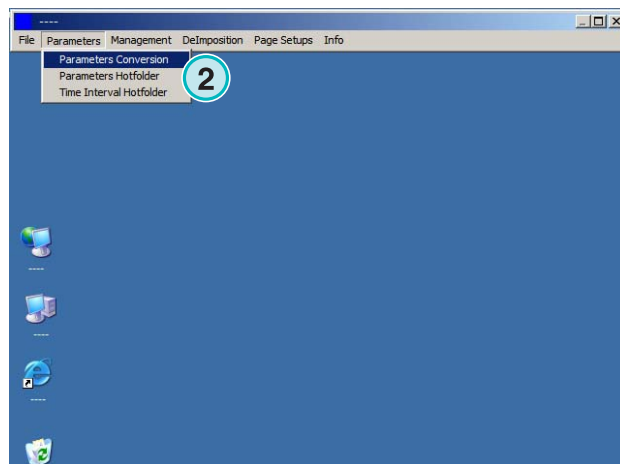 ----
File Parameters Management DeImposition Page Setups Info
Parameters Conversion
Parameters Hotfolder
Time Interval Hotfolder
2
----
----
----